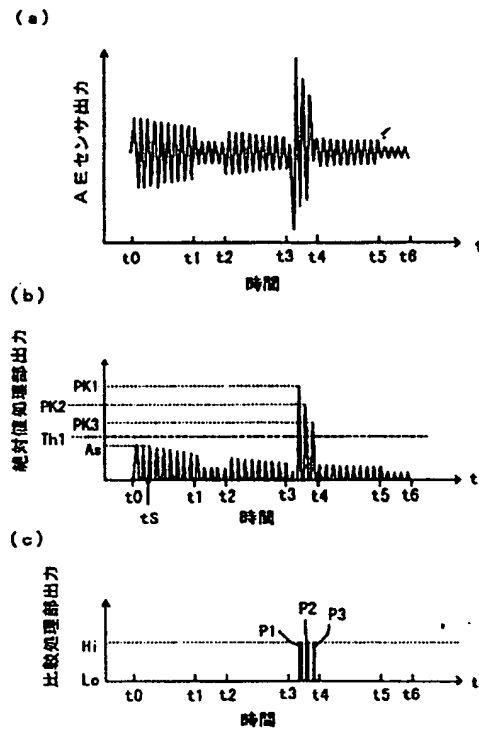 (a)
AEセンサ出力
t0 t1 t2 t3 t4 t5 t6 t
時間
(b)
絶対値処理部出力
PK1
PK2
PK3
Th1
As
t0 t1 t2 t3 t4 t5 t6 t
tS
時間
(c)
比較処理部出力
P1 P2 P3
Hi
Lo
t0 t1 t2 t3 t4 t5 t6 t
時間